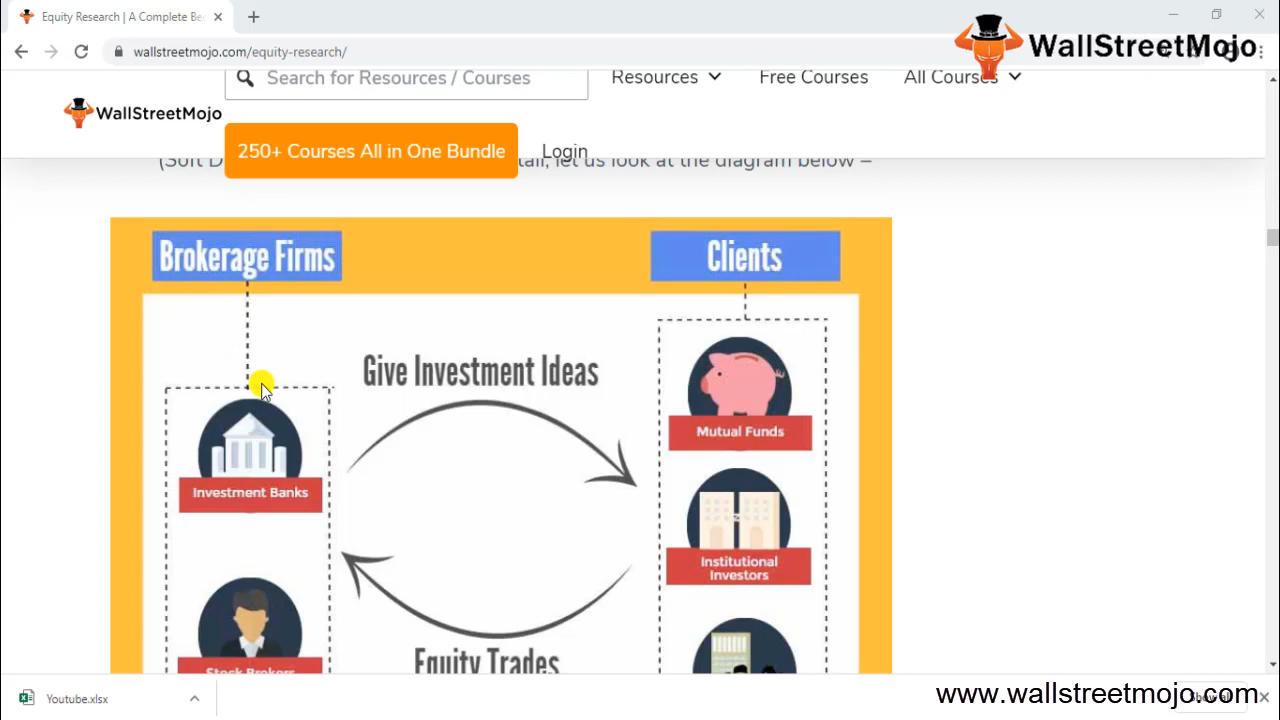 Equity Research | A Complete Be
WallStreetMojo
wallstreetmojo.com/equity-research/
Search for Resources / Courses
Resources
Free Courses
All Courses
WallStreetMojo
250+ Courses All in One Bundle
Login
let us look at the diagram below –
Brokerage Firms
Clients
Give Investment Ideas
Mutual Funds
Investment Banks
Institutional
Investors
Equity Trades
Stock Brokers
Youtube.xlsx
www.wallstreetmojo.com